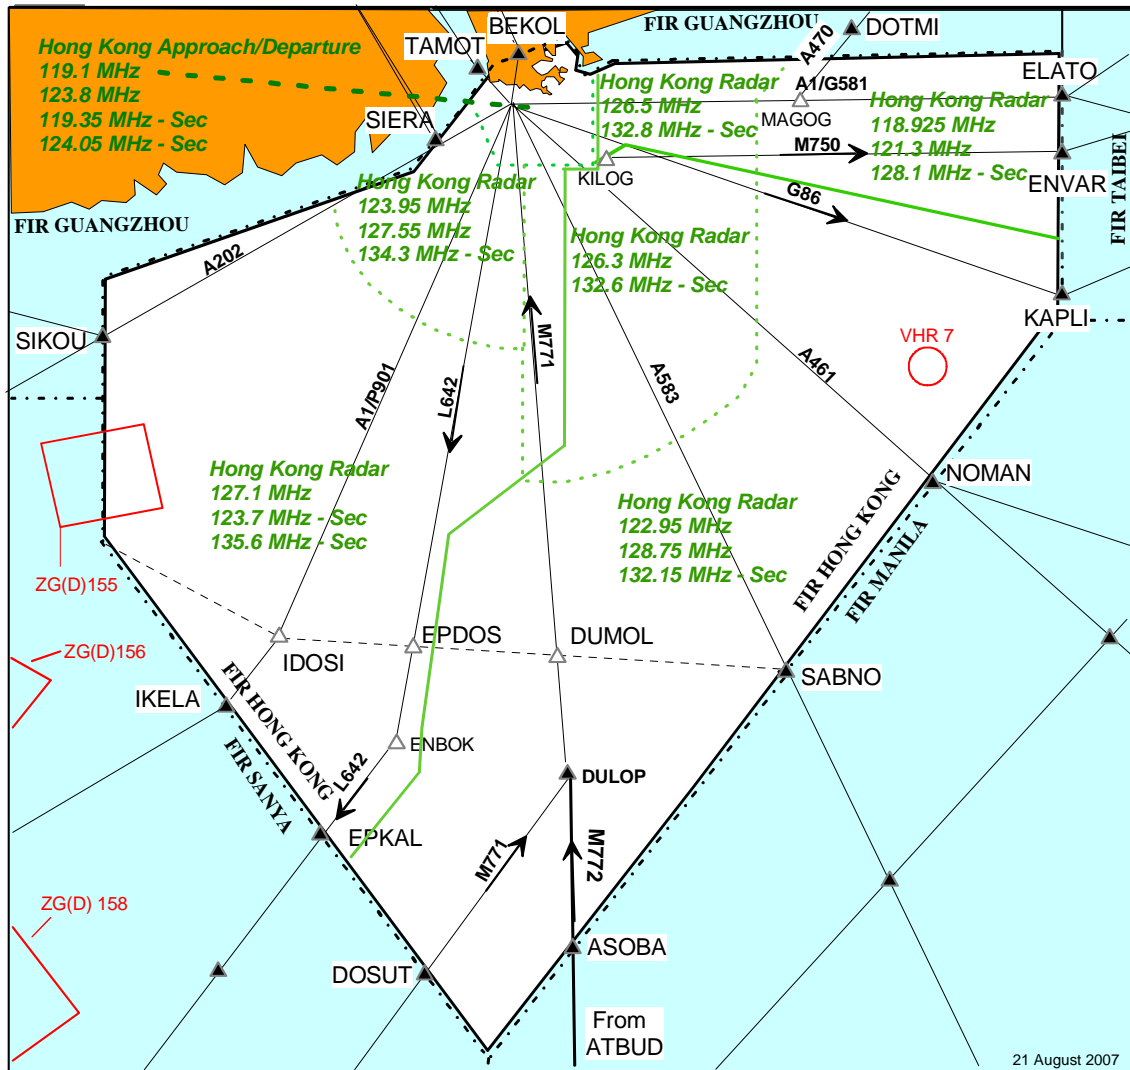 FIR GUANGZHOU
DOTMI
BEKOL
TAMOT
A470
Hong Kong Approach/Departure
119.1 MHz
123.8 MHz
119.35 MHz - Sec
124.05 MHz - Sec
SIERA
Hong Kong Radar
126.5 MHz
132.8 MHz - Sec
A1/G581
MAGOG
ELATO
Hong Kong Radar
118.925 MHz
121.3 MHz
128.1 MHz - Sec
M750
KILOG
ENVAR
FIR TAIBEI
G86
KAPLI
Hong Kong Radar
123.95 MHz
127.55 MHz
134.3 MHz - Sec
FIR GUANGZHOU
A202
Hong Kong Radar
126.3 MHz
132.6 MHz - Sec
SIKOU
VHR 7
M771
A461
A583
L642
A1/P901
Hong Kong Radar
127.1 MHz
123.7 MHz - Sec
135.6 MHz - Sec
NOMAN
Hong Kong Radar
122.95 MHz
128.75 MHz
132.15 MHz - Sec
FIR HONG KONG
FIR MANILA
ZG(D)155
ZG(D)156
IDOSI
EPDOS
DUMOL
SABNO
IKELA
FIR HONG KONG
FIR SANYA
ENBOK
L642
DULOP
EPKAL
M771
M772
ZG(D) 158
DOSUT
ASOBA
From
ATBUD
21 August 2007